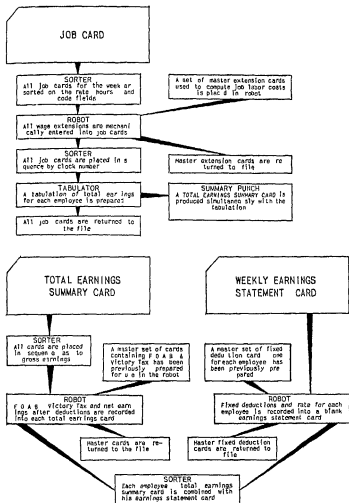 JOB CARD
SORTER
All job cards for the week ar
sorted on the rate hours and
code fields
A set of master extension cards
used to compute job labor costs
is plac d in robot
ROBOT
All wage extensions are mechani
cally entered into job cards
SORTER
All job cards are placed in s
quence by clock number
Master extension cards are re
turned to file
TABULATOR
A tabulation of total ear ings
for each employee is prepared
SUMMARY PUNCH
A TOTAL EARNINGS SUMMARY CARD is
produced simultaneo sly with the
tabulation
All job cards are returned to
the file
TOTAL EARNINGS
SUMMARY CARD
WEEKLY EARNINGS
STATEMENT CARD
SORTER
All cards are placed
in sequen e as to
gross earnings
A master set of cards
containing F O A B &
Victory Tax has been
previously prepared
for u e in the robot
A master set of fixed
deduction card one
for each employee has
been previously pre
pared
ROBOT
F O A B Victory Tax and net earn
ings after deductions are recorded
into each total earnings card
ROBOT
Fixed deductions and rate for each
employee is recorded into a blank
earnings statement card
Master cards are re-
turned to the file
Master fixed deduction
cards are returned to
file
SORTER
Each employee total earnings
summary card is combined with
his earnings statement card